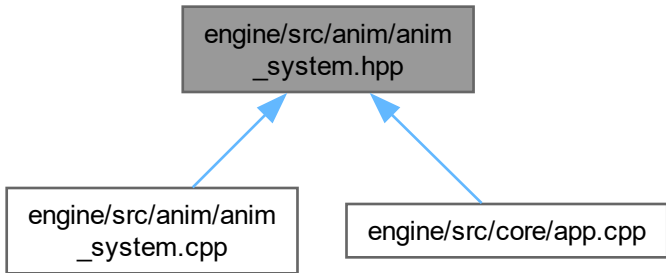 engine/src/anim/anim
_system.hpp
engine/src/anim/anim
_system.cpp
engine/src/core/app.cpp